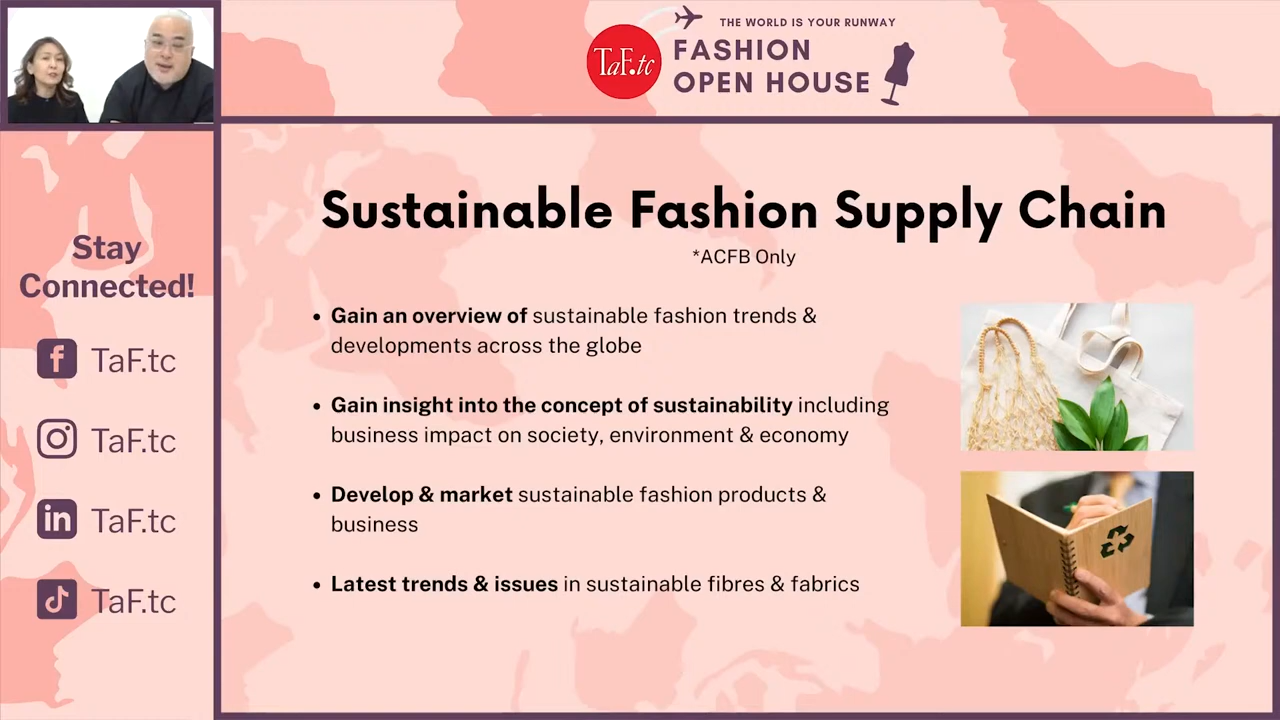 THE WORLD IS YOUR RUNWAY
TaF.tc
FASHION
OPEN HOUSE
Stay
Connected!
TaF.tc
TaF.tc
TaF.tc
TaF.tc
Sustainable Fashion Supply Chain
*ACFB Only
• Gain an overview of sustainable fashion trends &
developments across the globe
• Gain insight into the concept of sustainability including
business impact on society, environment & economy
• Develop & market sustainable fashion products &
business
• Latest trends & issues in sustainable fibres & fabrics